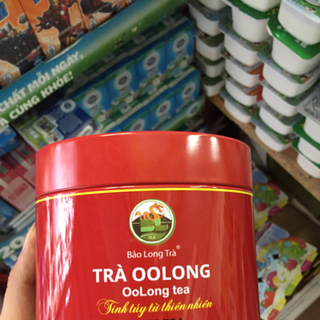 CHẤT MỖI NGÀY,
CÙNG KHỎE!
Bảo Long Trà®
TRÀ OOLONG
OoLong tea
Tinh túy từ thiên nhiên